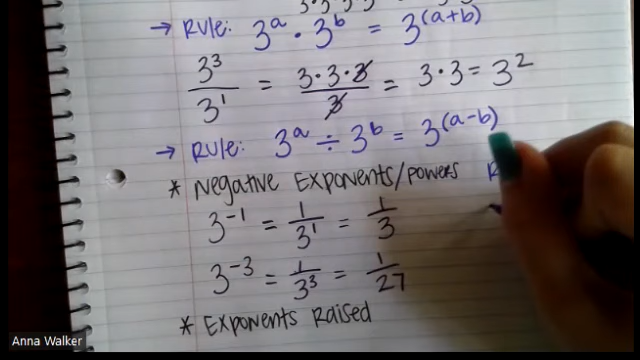 → RULE: 3^a · 3^b = 3^(a+b)
3^3 / 3^1 = 3·3·3 / 3 = 3·3 = 3^2
→ RULE: 3^a ÷ 3^b = 3^(a-b)
* NEGATIVE EXPONENTS/POWERS
3^-1 = 1/3^1 = 1/3
3^-3 = 1/3^3 = 1/27
* EXPONENTS RAISED
Anna Walker